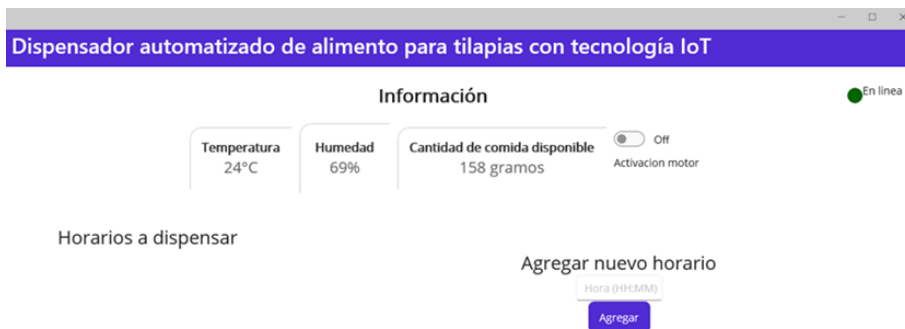 Dispensador automatizado de alimento para tilapias con tecnología IoT
Información
En linea
Temperatura
24°C
Humedad
69%
Cantidad de comida disponible
158 gramos
Off
Activacion motor
Horarios a dispensar
Agregar nuevo horario
Hora (HH:MM)
Agregar